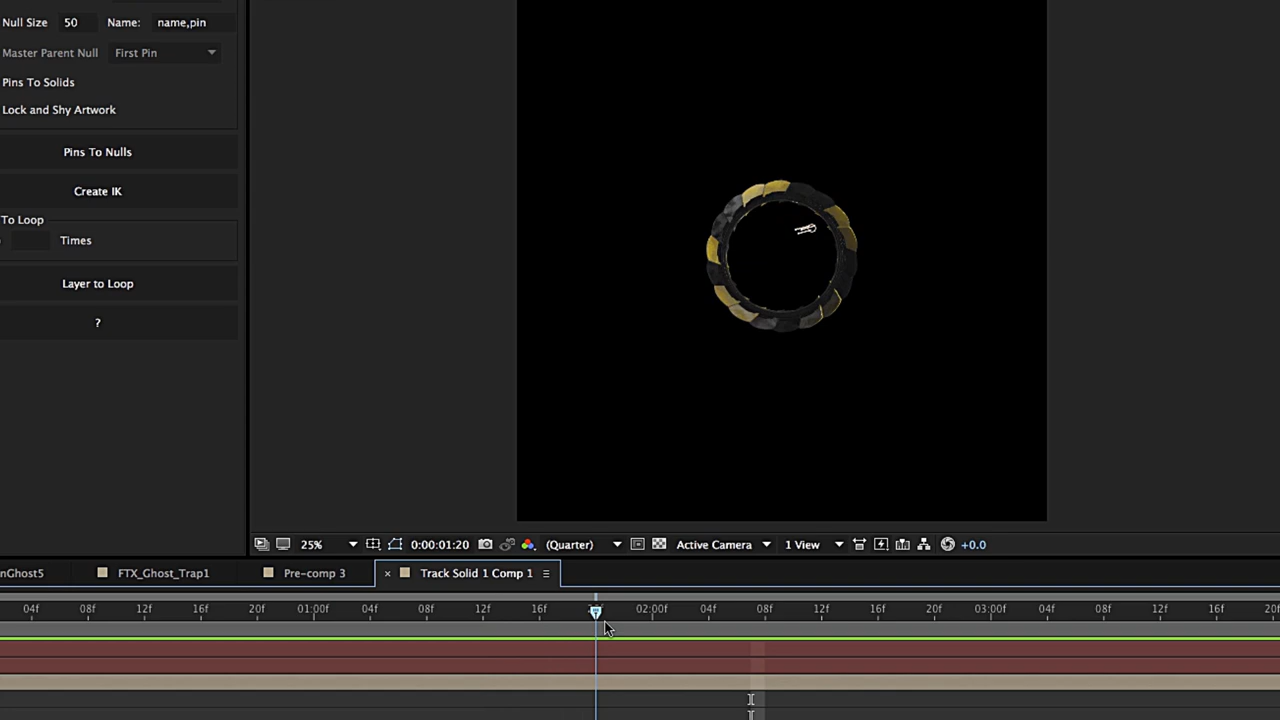 Null Size 50 Name: name,pin
Master Parent Null First Pin
Pins To Solids
Lock and Shy Artwork
Pins To Nulls
Create IK
To Loop
Times
Layer to Loop
?
25% 0:00:01:20 (Quarter) Active Camera 1 View +0.0
nGhost5 FTX_Ghost_Trap1 Pre-comp 3 × Track Solid 1 Comp 1
04f 08f 12f 16f 20f 01:00f 04f 08f 12f 16f 02:00f 04f 08f 12f 16f 20f 03:00f 04f 08f 12f 16f 20f